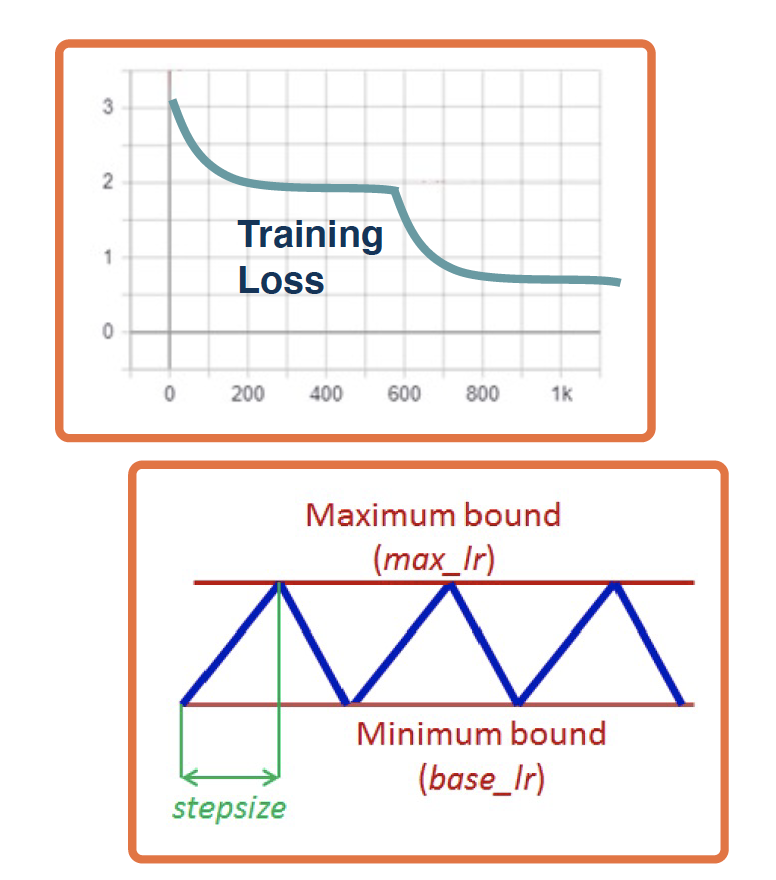 3
2
Training
1
Loss
0
0 200 400 600 800 1k
Maximum bound
(max_lr)
Minimum bound
(base_lr)
stepsize